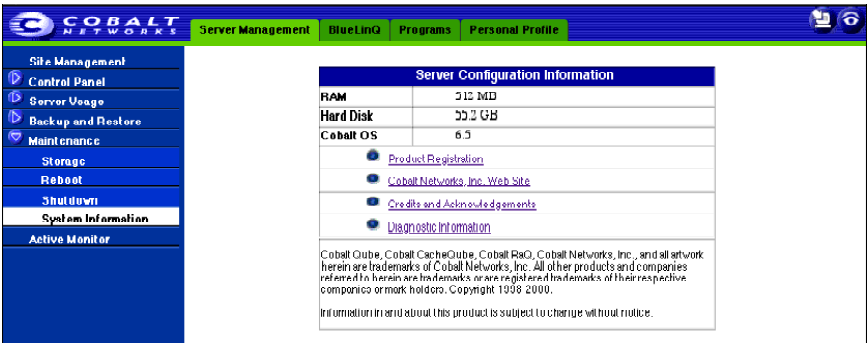 COBALT
NETWORKS
Server Management BlueLinQ Programs Personal Profile
Site Management
Control Panel
Server Usage
Backup and Restore
Maintenance
Storage
Reboot
Shutdown
System Information
Active Monitor
Server Configuration Information
RAM 512 MB
Hard Disk 55.2 GB
Cobalt OS 6.5
Product Registration
Cobalt Networks, Inc. Web Site
Credits and Acknowledgements
Diagnostic Information
Cobalt Qube, Cobalt CacheQube, Cobalt RaQ, Cobalt Networks, Inc., and all artwork
herein are trademarks of Cobalt Networks, Inc. All other products and companies
referred to herein are trademarks or are registered trademarks of their respective
companies or mark holders. Copyright 1998-2000.
Information in and about this product is subject to change without notice.